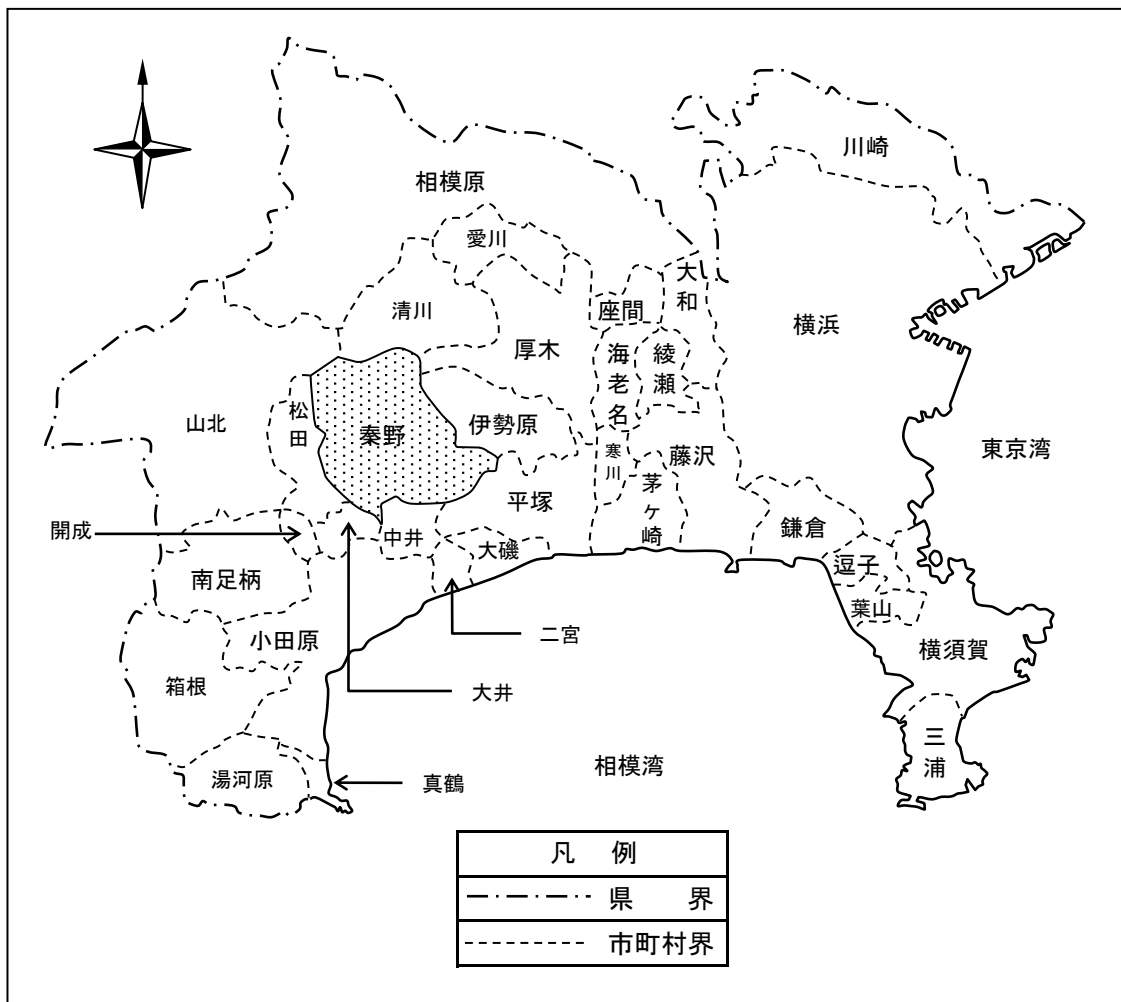 川崎
相模原
愛川
大和
清川
座間
横浜
厚木
海老名
綾瀬
松田
山北
秦野
伊勢原
寒川
藤沢
東京湾
茅ヶ崎
平塚
開成
中井
大磯
鎌倉
逗子
南足柄
葉山
小田原
二宮
横須賀
箱根
大井
三浦
湯河原
真鶴
相模湾
凡 例
県 界
市町村界